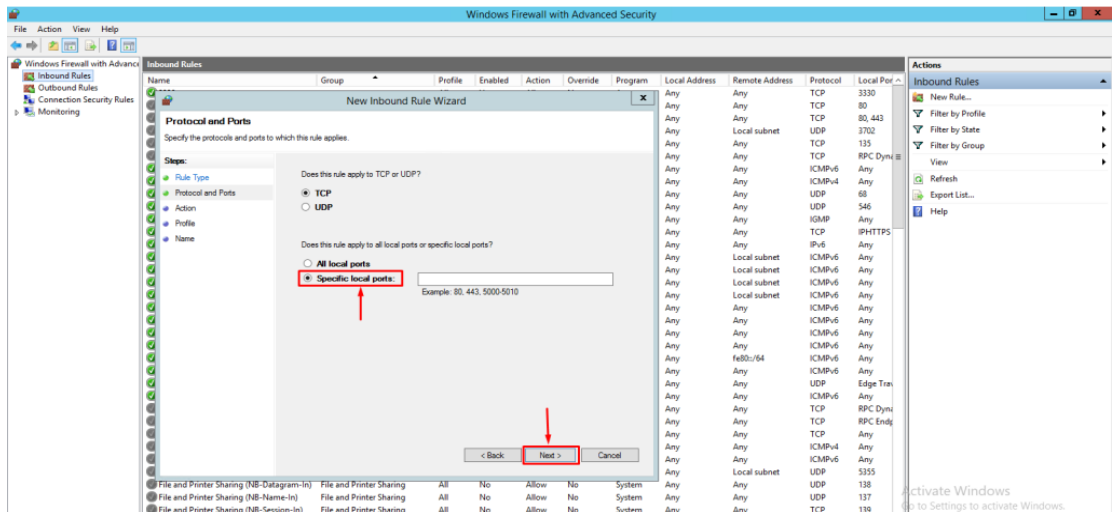 Windows Firewall with Advanced Security
File Action View Help
Windows Firewall with Advance
Inbound Rules
Outbound Rules
Connection Security Rules
Monitoring
Inbound Rules
Name Group Profile Enabled Action Override Program Local Address Remote Address Protocol Local Por
Any Any TCP 3330
Any Any TCP 80
Any Any TCP 80, 443
Any Local subnet UDP 3702
Any Any TCP 135
Any Any TCP RPC Dyna
Any Any ICMPv6 Any
Any Any ICMPv4 Any
Any Any UDP 68
Any Any UDP 546
Any Any IGMP Any
Any Any TCP IPHTTPS
Any Any IPv6 Any
Any Local subnet ICMPv6 Any
Any Local subnet ICMPv6 Any
Any Local subnet ICMPv6 Any
Any Local subnet ICMPv6 Any
Any Any ICMPv6 Any
Any Any ICMPv6 Any
Any Any ICMPv6 Any
Any Any ICMPv6 Any
Any fe80::/64 ICMPv6 Any
Any Any ICMPv6 Any
Any Any UDP Edge Trav
Any Any ICMPv6 Any
Any Any TCP RPC Dyna
Any Any TCP RPC Endp
Any Any TCP Any
Any Any ICMPv4 Any
Any Any ICMPv6 Any
Any Local subnet UDP 5355
File and Printer Sharing (NB-Datagram-In) File and Printer Sharing All No Allow No System Any Any UDP 138
File and Printer Sharing (NB-Name-In) File and Printer Sharing All No Allow No System Any Any UDP 137
File and Printer Sharing (NB-Session-In) File and Printer Sharing All No Allow No System Any Any TCP 139
New Inbound Rule Wizard
x
Protocol and Ports
Specify the protocols and ports to which this rule applies.
Steps:
Rule Type
Protocol and Ports
Action
Profile
Name
Does this rule apply to TCP or UDP?
TCP
UDP
Does this rule apply to all local ports or specific local ports?
All local ports
Specific local ports:
Example: 80, 443, 5000-5010
< Back Next > Cancel
Actions
Inbound Rules
New Rule...
Filter by Profile
Filter by State
Filter by Group
View
Refresh
Export List...
Help
Activate Windows
Go to Settings to activate Windows.